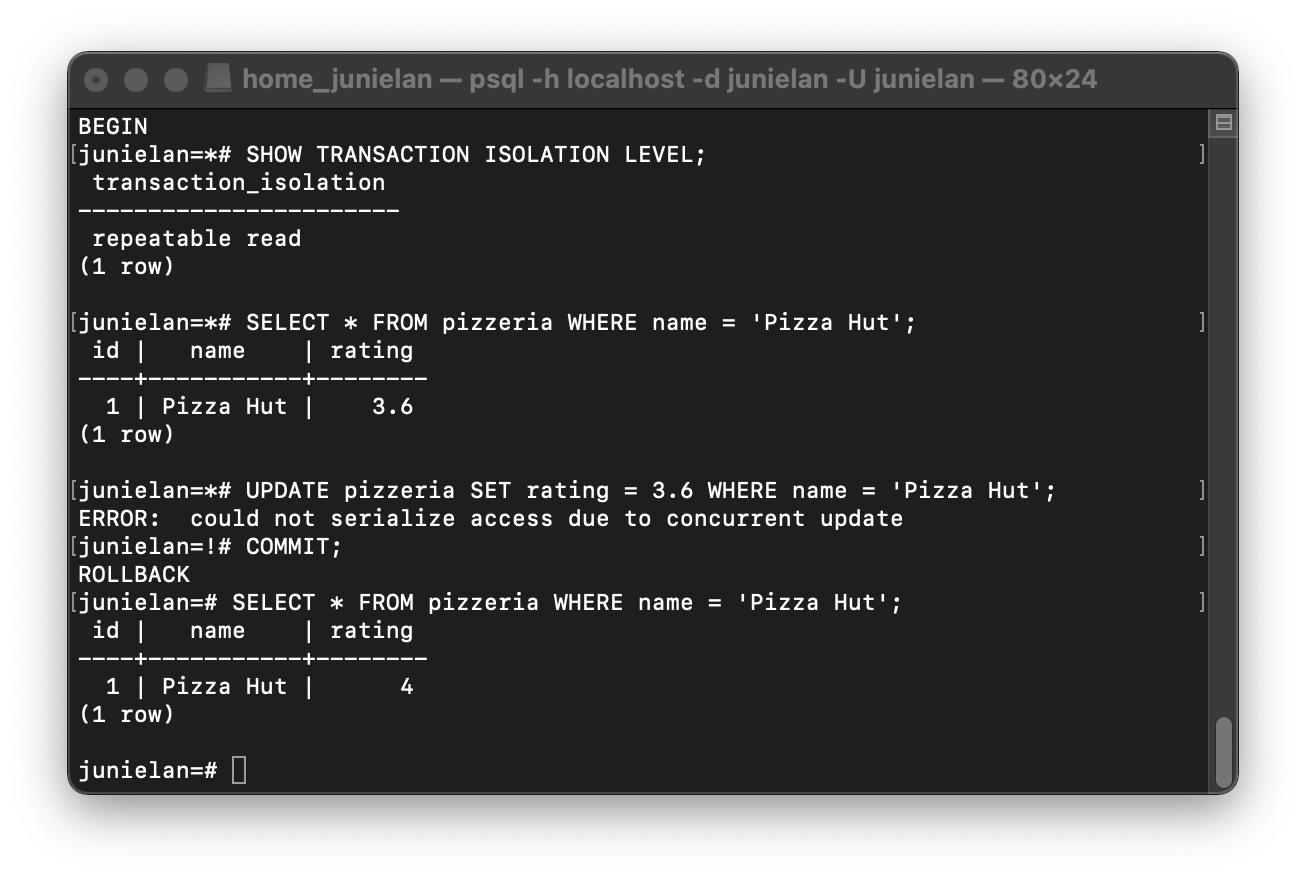 home_junielan — psql -h localhost -d junielan -U junielan — 80×24
BEGIN
[junielan=*# SHOW TRANSACTION ISOLATION LEVEL; ]
 transaction_isolation
-----------------------
 repeatable read
(1 row)

[junielan=*# SELECT * FROM pizzeria WHERE name = 'Pizza Hut'; ]
 id |   name    | rating
----+-----------+--------
  1 | Pizza Hut |    3.6
(1 row)

[junielan=*# UPDATE pizzeria SET rating = 3.6 WHERE name = 'Pizza Hut'; ]
ERROR:  could not serialize access due to concurrent update
[junielan=!# COMMIT; ]
ROLLBACK
[junielan=# SELECT * FROM pizzeria WHERE name = 'Pizza Hut'; ]
 id |   name    | rating
----+-----------+--------
  1 | Pizza Hut |      4
(1 row)

junielan=#